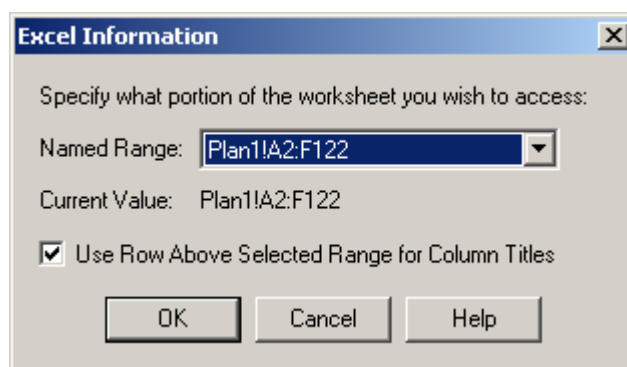 Excel Information
Specify what portion of the worksheet you wish to access:
Named Range: Plan1!A2:F122
Current Value: Plan1!A2:F122
Use Row Above Selected Range for Column Titles
OK Cancel Help